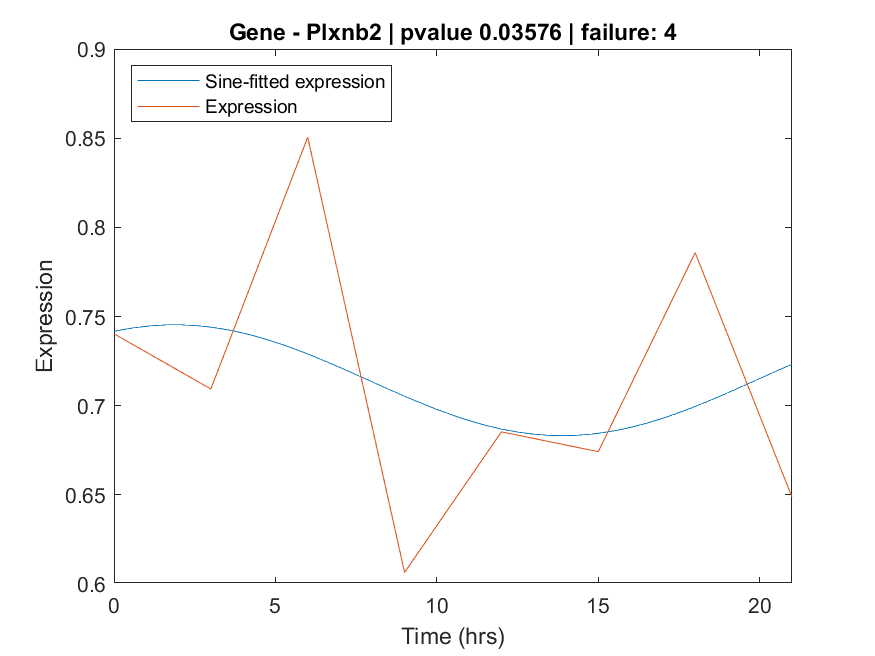 Gene - Plxnb2 | pvalue 0.03576 | failure: 4
0.9
0.85
0.8
0.75
0.7
0.65
0.6
Expression
Sine-fitted expression
Expression
0 5 10 15 20
Time (hrs)